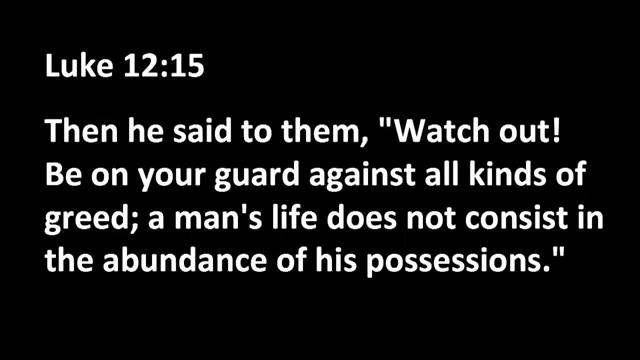 Luke 12:15
Then he said to them, "Watch out!
Be on your guard against all kinds of
greed; a man's life does not consist in
the abundance of his possessions."